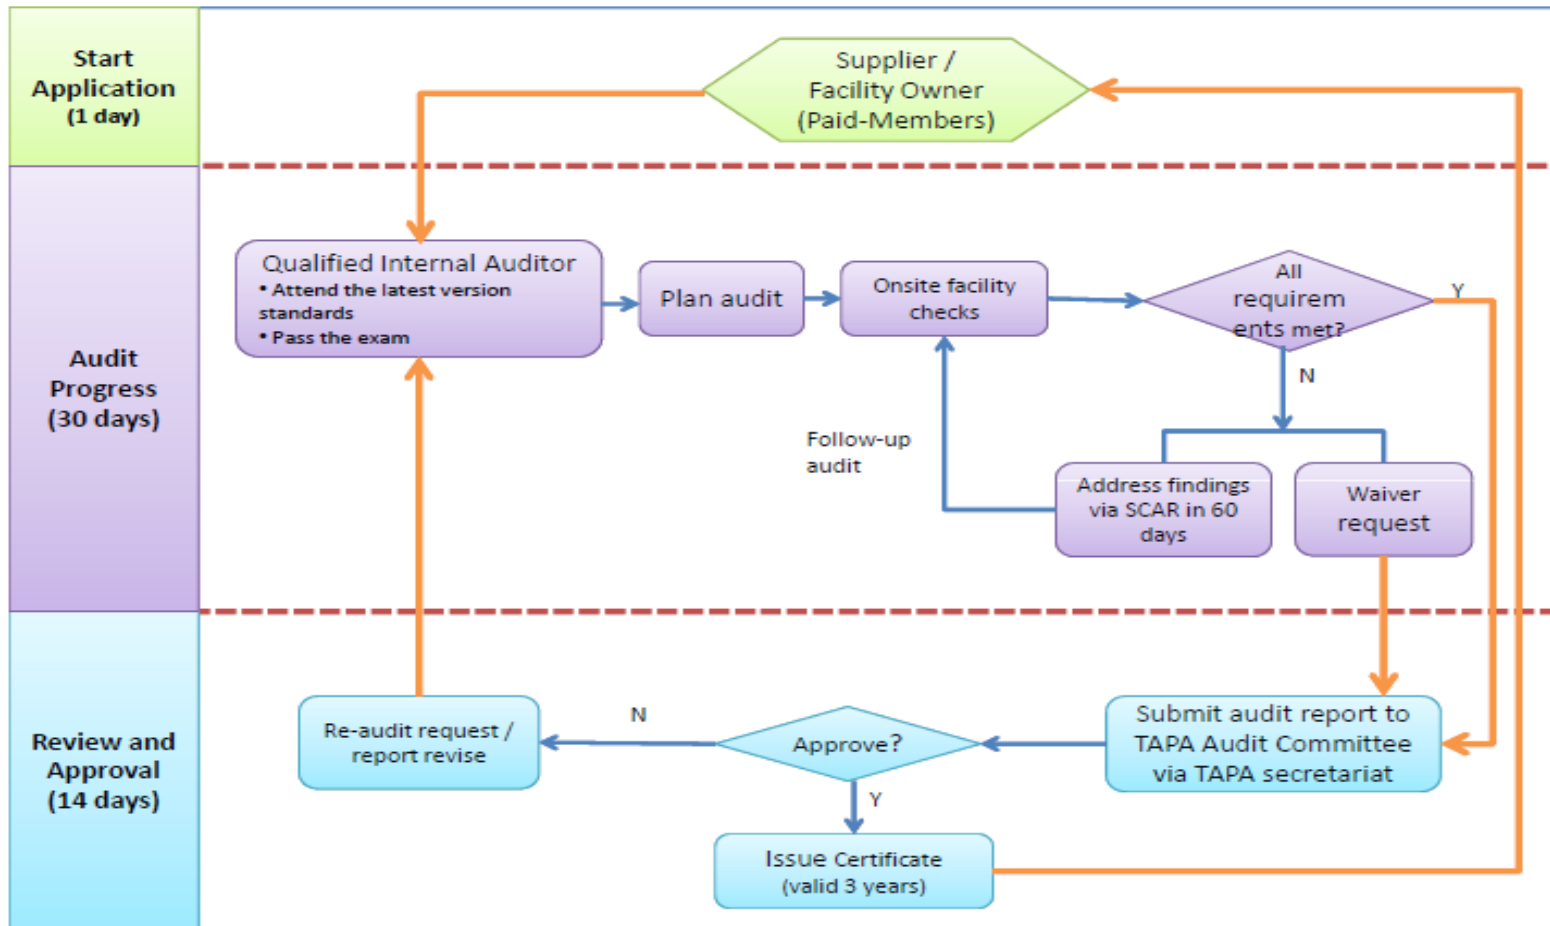 Start
Application
(1 day)
Supplier /
Facility Owner
(Paid-Members)
Audit
Progress
(30 days)
Qualified Internal Auditor
• Attend the latest version
standards
• Pass the exam
Plan audit
Onsite facility
checks
All
requirem
ents met?
Y
N
Follow-up
audit
Address findings
via SCAR in 60
days
Waiver
request
Review and
Approval
(14 days)
Re-audit request /
report revise
N
Approve?
Y
Submit audit report to
TAPA Audit Committee
via TAPA secretariat
Issue Certificate
(valid 3 years)